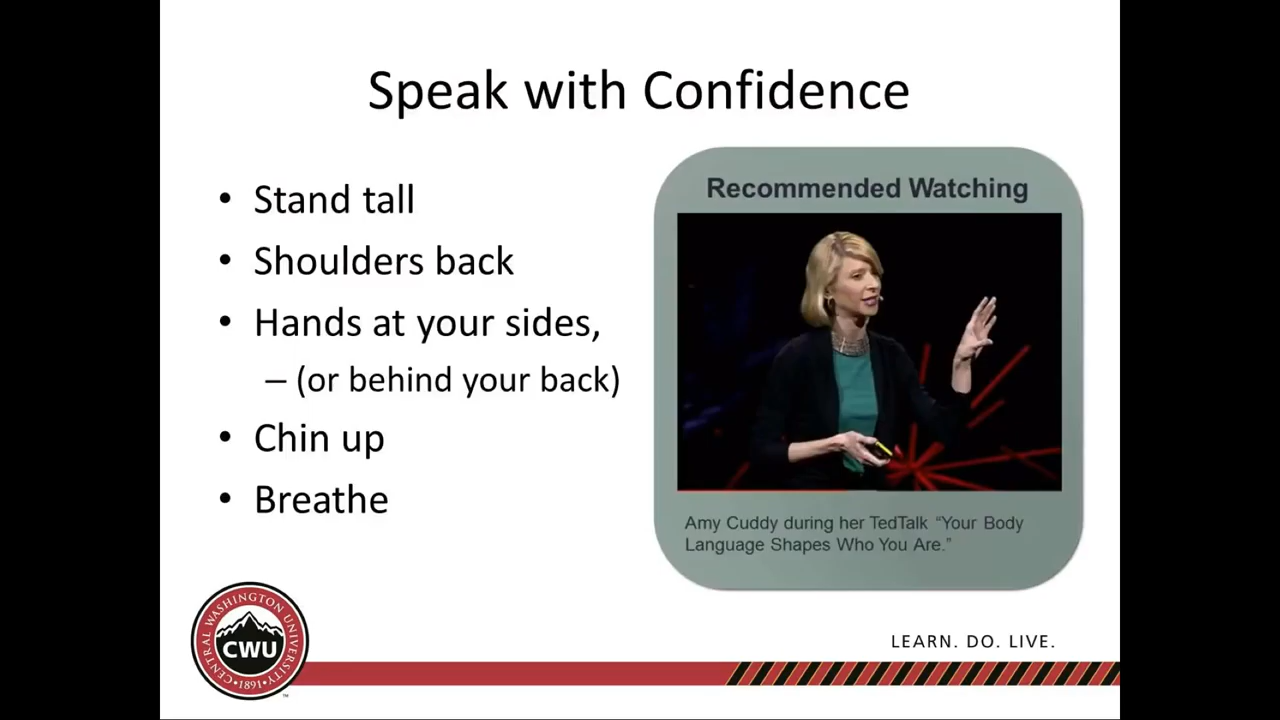 Speak with Confidence
• Stand tall
• Shoulders back
• Hands at your sides,
– (or behind your back)
• Chin up
• Breathe
Recommended Watching
Amy Cuddy during her TedTalk “Your Body
Language Shapes Who You Are.”
CENTRAL WASHINGTON UNIVERSITY
CWU
•1891•
™
LEARN. DO. LIVE.